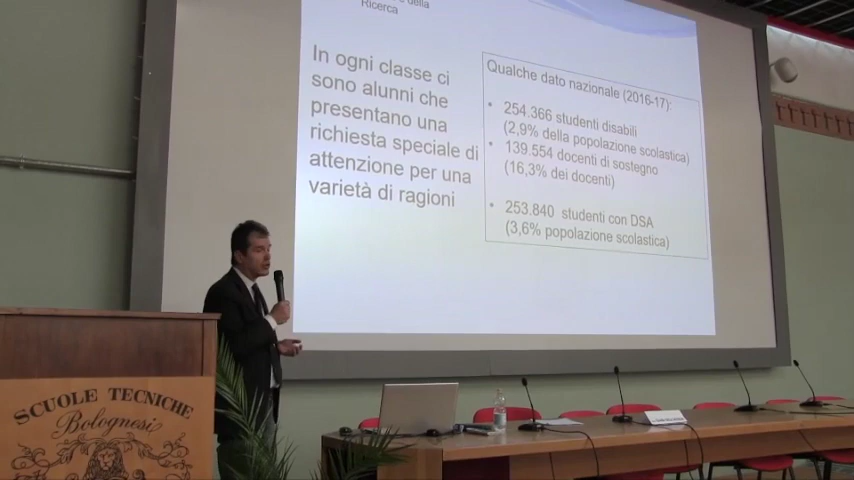 della
Ricerca
In ogni classe ci
sono alunni che
presentano una
richiesta speciale di
attenzione per una
varietà di ragioni
Qualche dato nazionale (2016-17):
• 254.366 studenti disabili
(2,9% della popolazione scolastica)
• 139.554 docenti di sostegno
(16,3% dei docenti)
• 253.840 studenti con DSA
(3,6% popolazione scolastica)
SCUOLE TECNICHE
BOLOGNESI